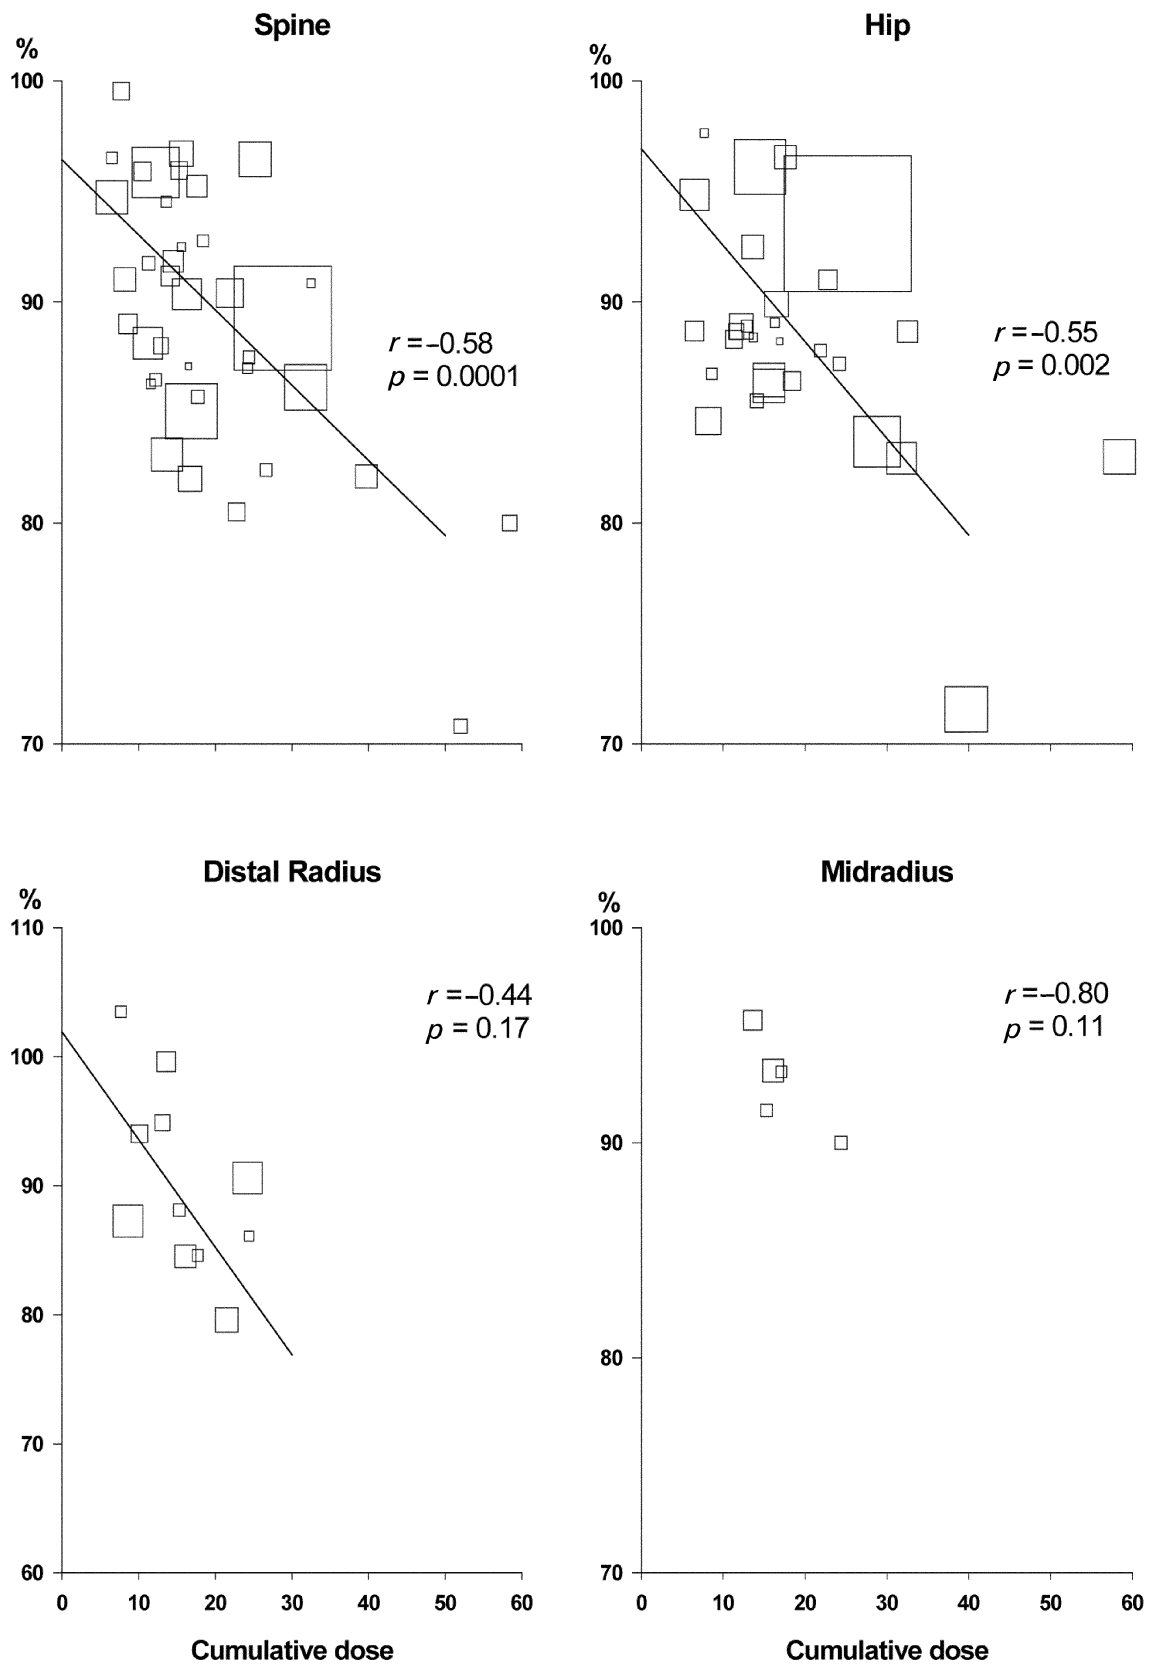 Spine
%
100
90
80
70
r = –0.58
p = 0.0001
Hip
%
100
90
80
70
r = –0.55
p = 0.002
Distal Radius
%
110
100
90
80
70
60
r = –0.44
p = 0.17
0 10 20 30 40 50 60
Cumulative dose
Midradius
%
100
90
80
70
r = –0.80
p = 0.11
0 10 20 30 40 50 60
Cumulative dose